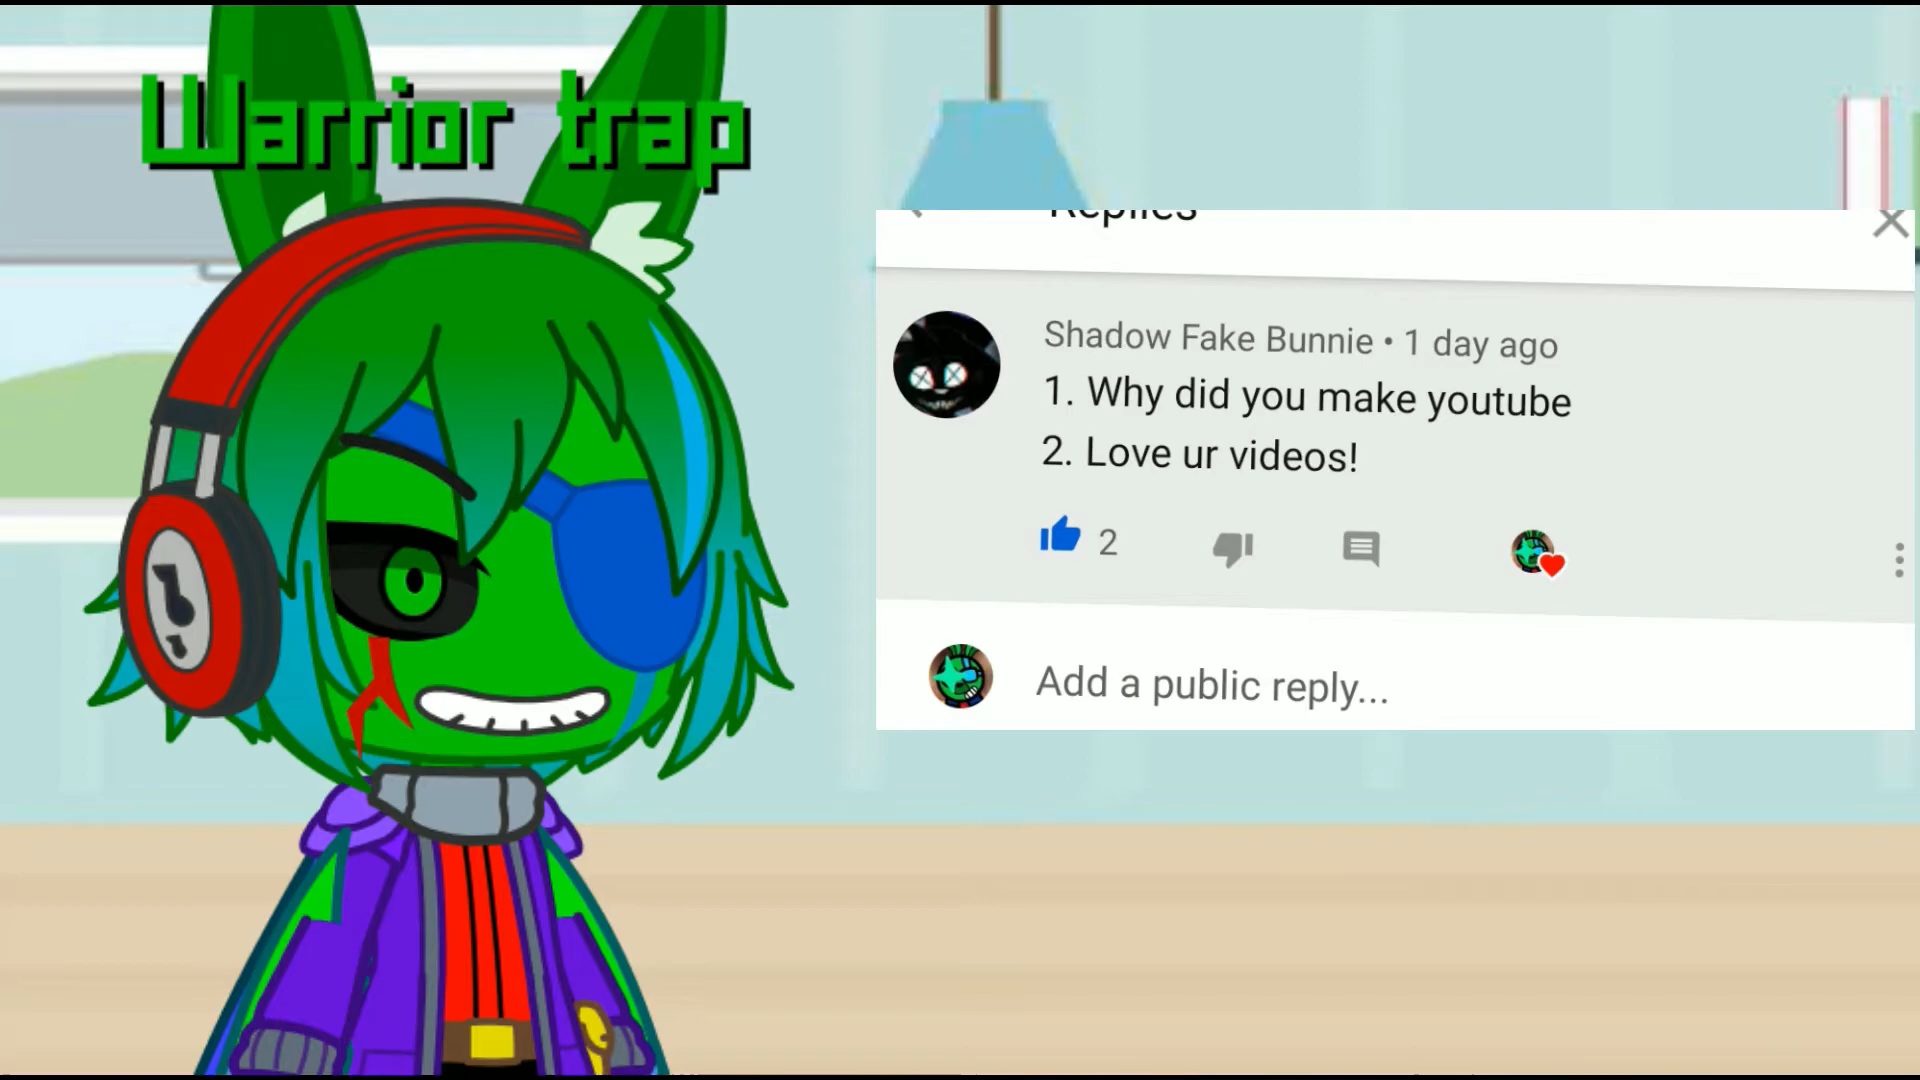 Warrior trap
Replies
Shadow Fake Bunnie • 1 day ago
1. Why did you make youtube
2. Love ur videos!
2
Add a public reply...